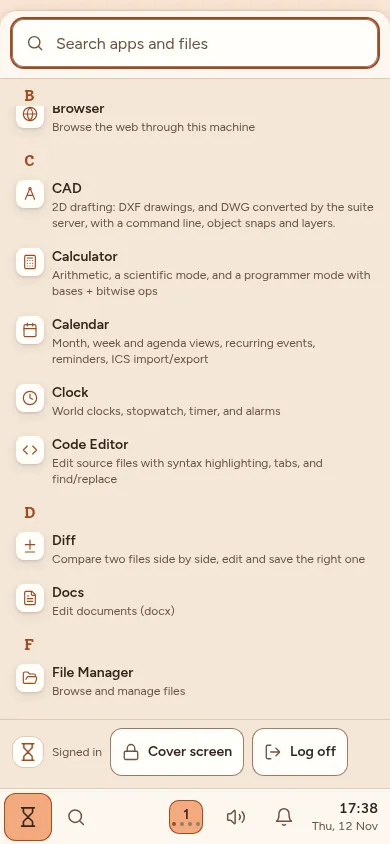 Search apps and files
B
Browser
Browse the web through this machine
C
CAD
2D drafting: DXF drawings, and DWG converted by the suite
server, with a command line, object snaps and layers.
Calculator
Arithmetic, a scientific mode, and a programmer mode with
bases + bitwise ops
Calendar
Month, week and agenda views, recurring events,
reminders, ICS import/export
Clock
World clocks, stopwatch, timer, and alarms
Code Editor
Edit source files with syntax highlighting, tabs, and
find/replace
D
Diff
Compare two files side by side, edit and save the right one
Docs
Edit documents (docx)
F
File Manager
Browse and manage files
Signed in
Cover screen
Log off
1
17:38
Thu, 12 Nov